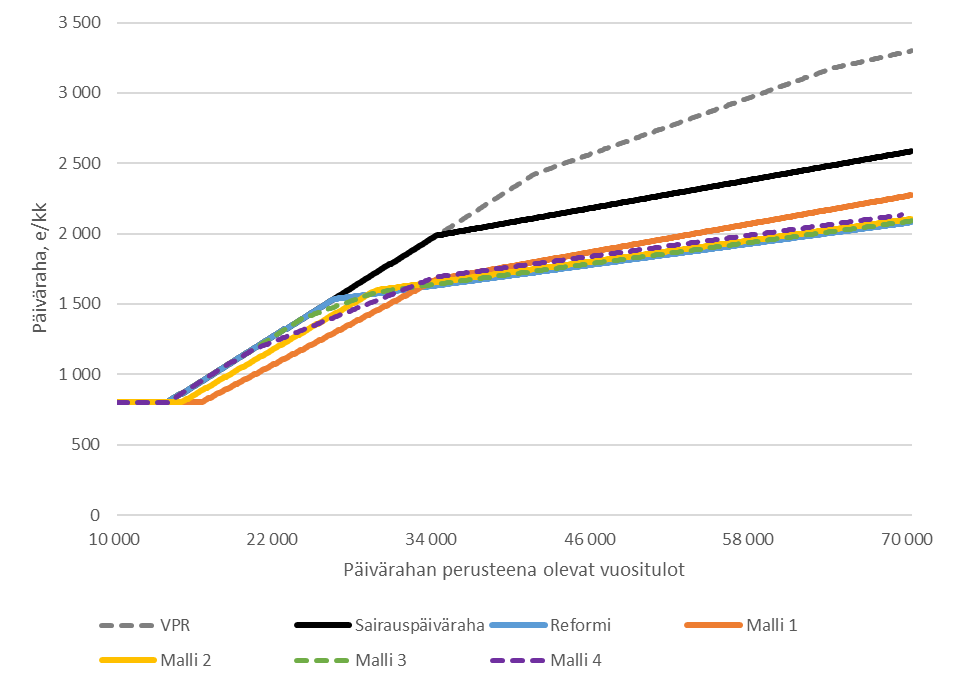 3 500
3 000
2 500
2 000
1 500
1 000
500
0
Päiväraha, e/kk
10 000 22 000 34 000 46 000 58 000 70 000
Päivärahan perusteena olevat vuositulot
VPR Sairauspäiväraha Reformi Malli 1
Malli 2 Malli 3 Malli 4